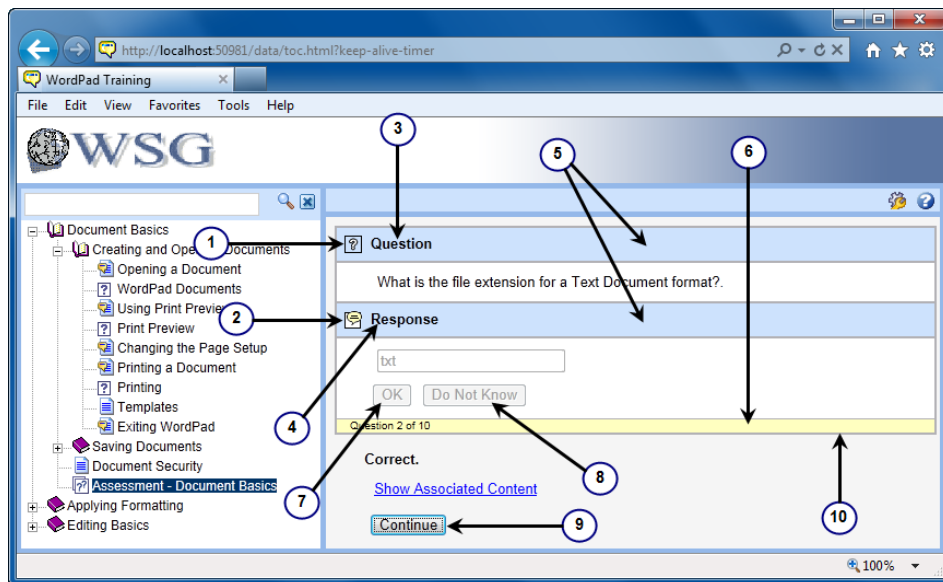 http://localhost:50981/data/toc.html?keep-alive-timer
WordPad Training
File Edit View Favorites Tools Help
WSG
3
5
6
Document Basics
Creating and Op Documents
1
Opening a Document
WordPad Documents
Using Print Preview
2
Print Preview
Changing the Page Setup
Printing a Document
Printing
Templates
4
Exiting WordPad
Saving Documents
Document Security
Assessment - Document Basics
7
Applying Formatting
Editing Basics
Question
What is the file extension for a Text Document format?.
Response
txt
OK Do Not Know
Question 2 of 10
Correct.
8
Show Associated Content
Continue
9
10
100%